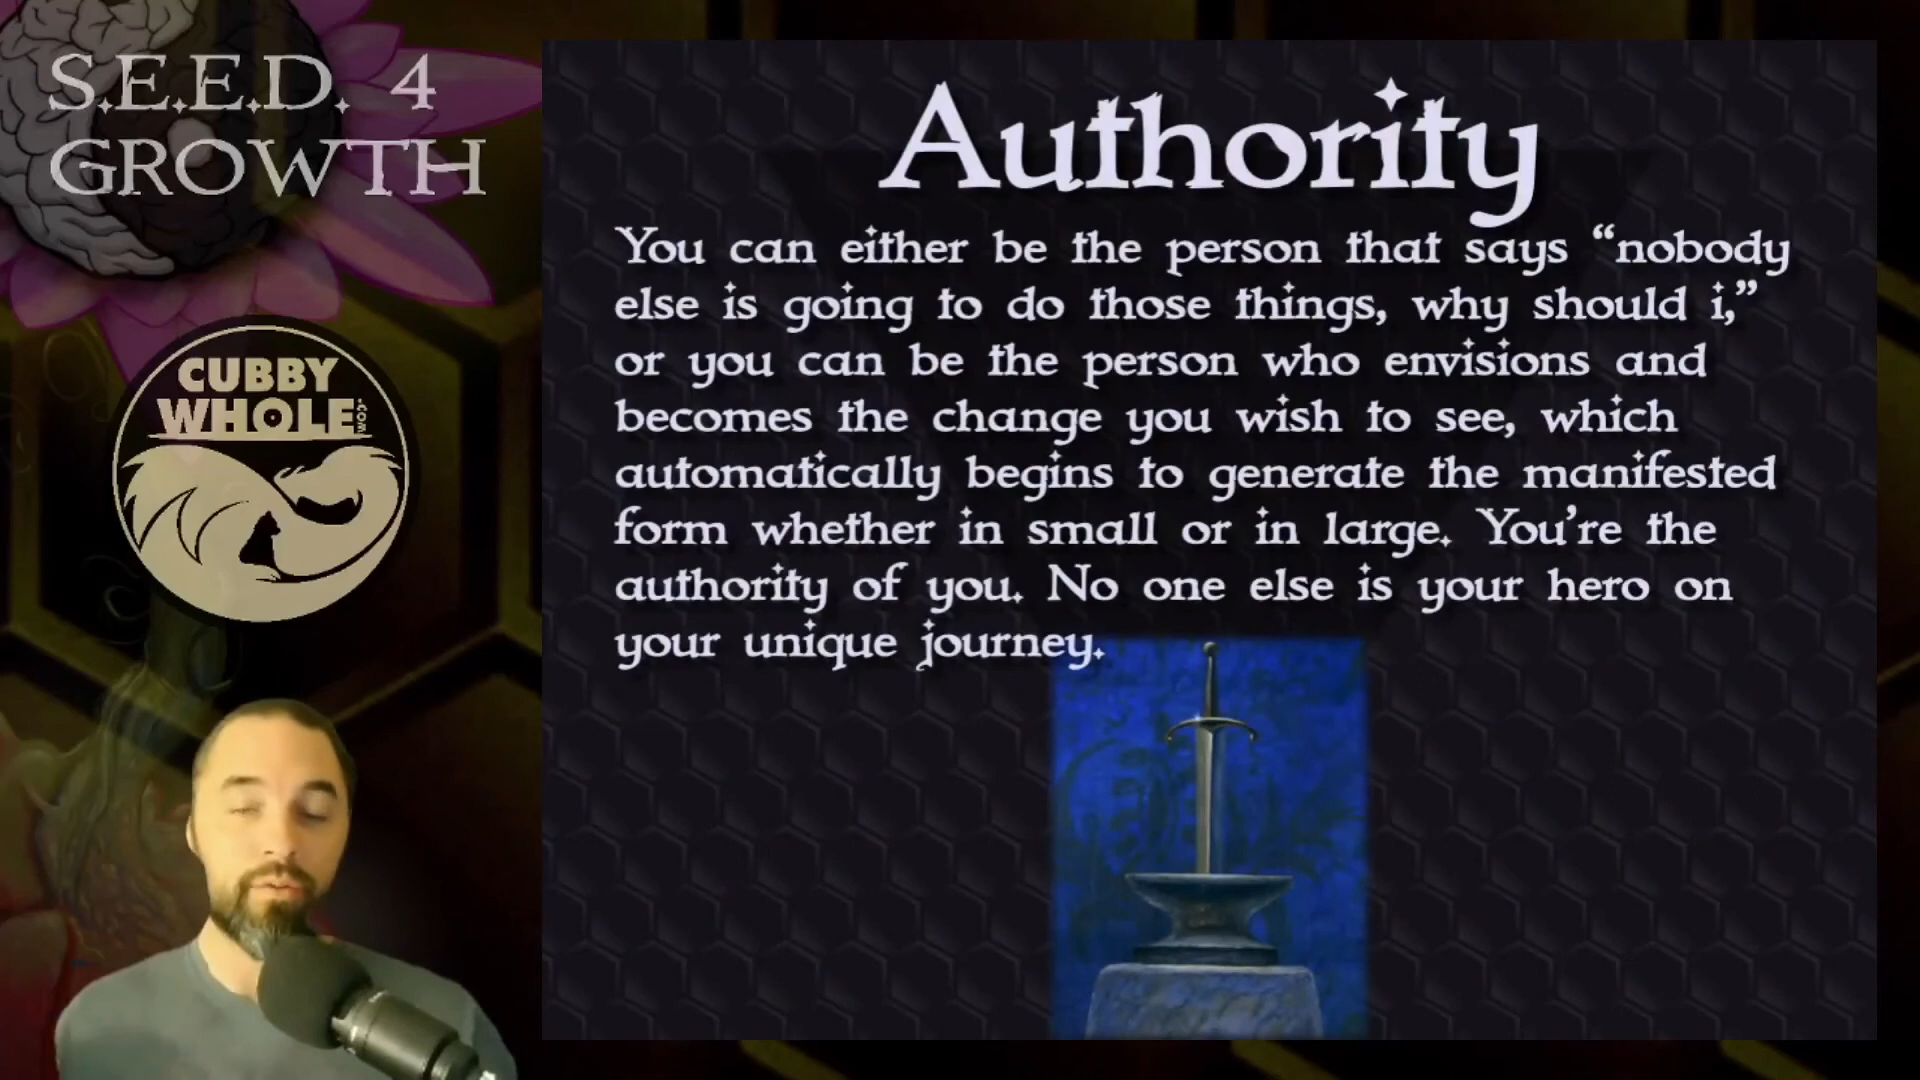 S.E.E.D. 4
GROWTH
CUBBY
WHOLE.COM
Authority
You can either be the person that says “nobody
else is going to do those things, why should i,”
or you can be the person who envisions and
becomes the change you wish to see, which
automatically begins to generate the manifested
form whether in small or in large. You’re the
authority of you. No one else is your hero on
your unique journey.